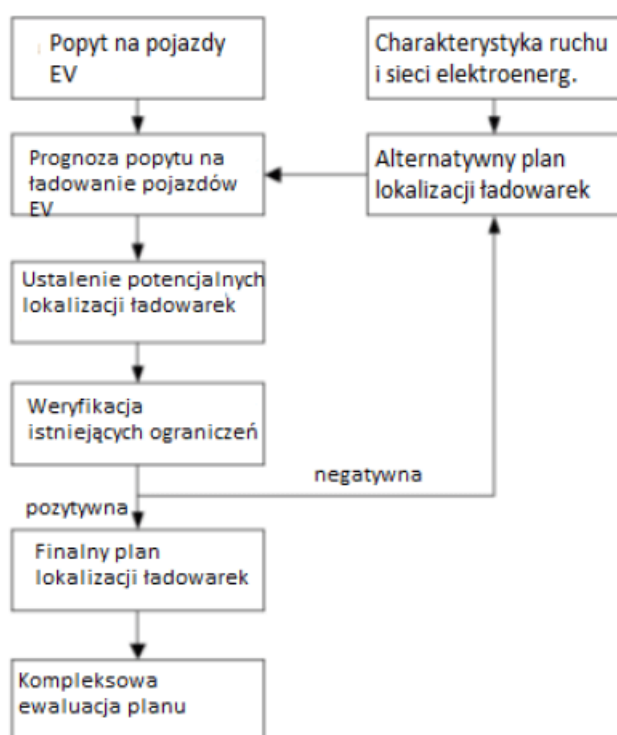 Popyt na pojazdy
EV
Charakterystyka ruchu
i sieci elektroenerg.
Prognoza popytu na
ładowanie pojazdów
EV
Alternatywny plan
lokalizacji ładowarek
Ustalenie potencjalnych
lokalizacji ładowarek
Weryfikacja
istniejących ograniczeń
negatywna
pozytywna
Finalny plan
lokalizacji ładowarek
Kompleksowa
ewaluacja planu